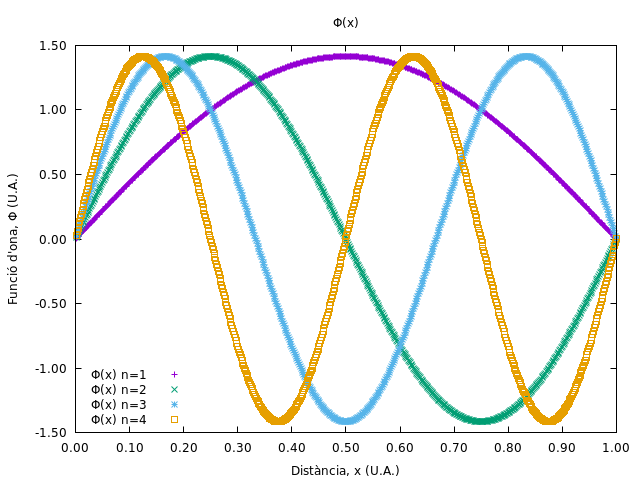 Φ(x)
1.50
1.00
0.50
0.00
-0.50
-1.00
-1.50
Funció d'ona, Φ (U.A.)
Φ(x) n=1
Φ(x) n=2
Φ(x) n=3
Φ(x) n=4
0.00 0.10 0.20 0.30 0.40 0.50 0.60 0.70 0.80 0.90 1.00
Distància, x (U.A.)